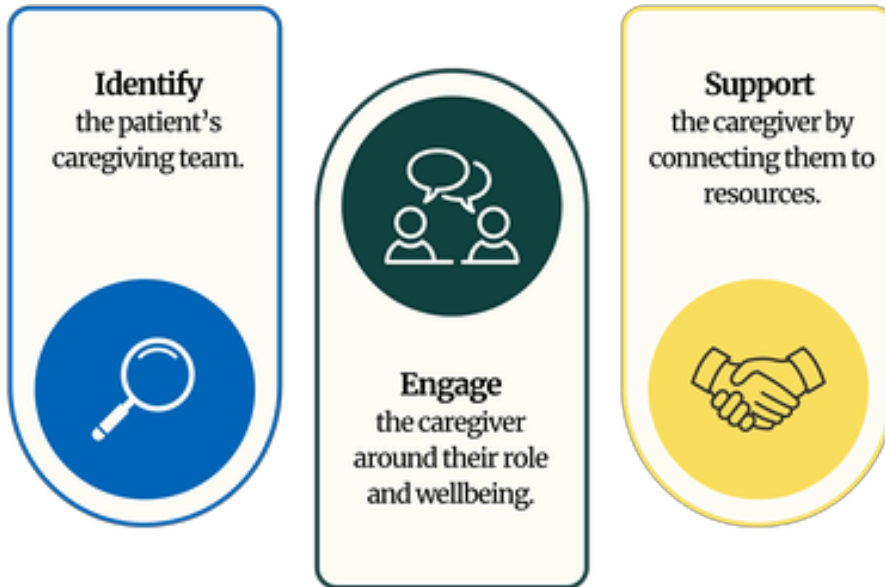 Identify
the patient’s
caregiving team.
Engage
the caregiver
around their role
and wellbeing.
Support
the caregiver by
connecting them to
resources.